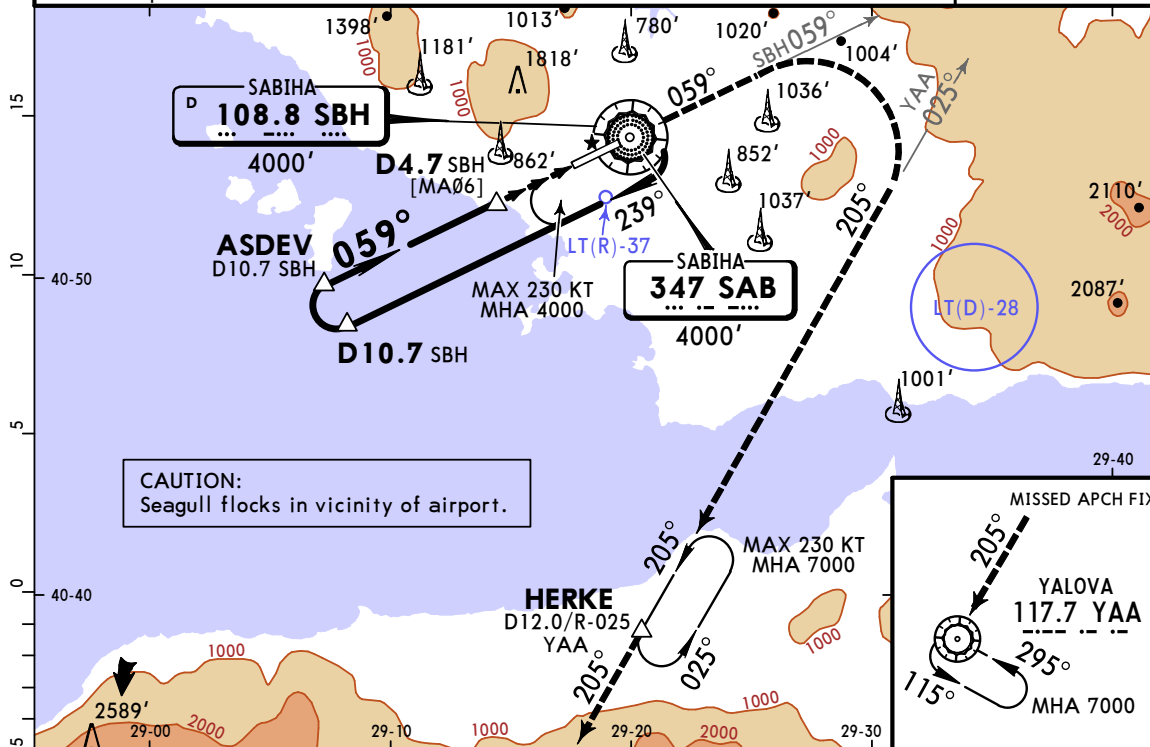 1398'
1013'
780'
1020'
SBH 059°
1004'
1181'
1818'
1000
1000
SABIHA
D 108.8 SBH
4000'
059°
1036'
YAA 025°
15
D4.7 SBH
[MAØ6]
862'
852'
1000
2110'
2000
1037'
239°
205°
1000
ASDEV
D10.7 SBH
059°
LT(R)-37
SABIHA
347 SAB
4000'
10
40-50
MAX 230 KT
MHA 4000
2087'
LT(D)-28
D10.7 SBH
1001'
5
CAUTION:
Seagull flocks in vicinity of airport.
29-40
MISSED APCH FIX
205°
205°
MAX 230 KT
MHA 7000
0
40-40
HERKE
D12.0/R-025
YAA
YALOVA
117.7 YAA
1000
1000
295°
025°
205°
115°
MHA 7000
2589'
2000
29-00
29-10
1000
29-20
2000
1000
29-30
5